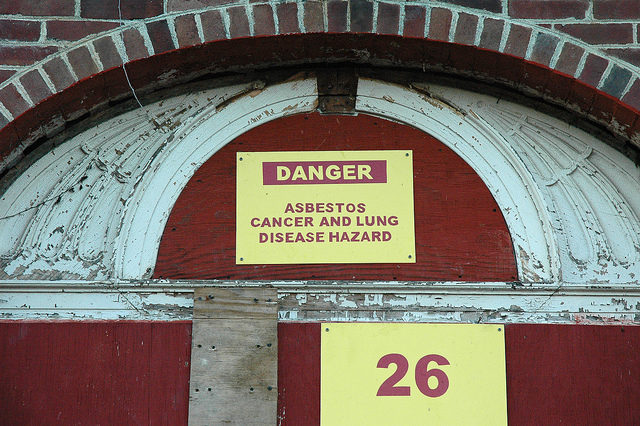 DANGER
ASBESTOS
CANCER AND LUNG
DISEASE HAZARD
26